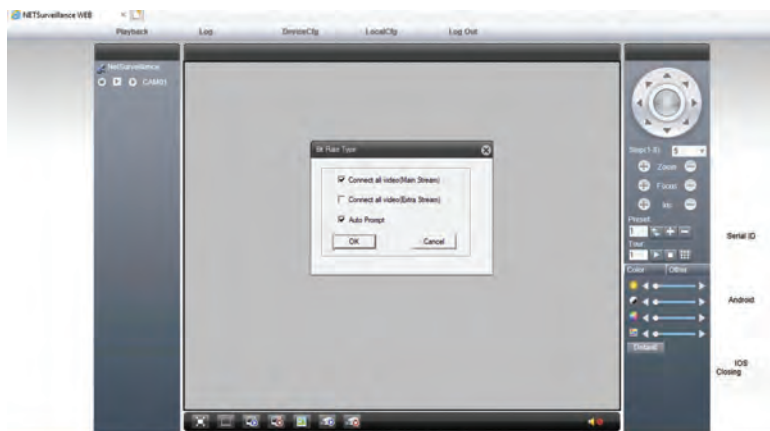 NETSurveillance WEB
Playback Log DeviceCfg LocalCfg Log Out
NetSurveillance
CAM01
Bit Rate Type
Connect all video(Main Stream)
Connect all video(Extra Stream)
Auto Prompt
OK Cancel
Step(1-8): 5
Zoom
Focus
Iris
Preset
1
Tour
1
Color Other
Default
Serial ID
Android
IOS
Closing